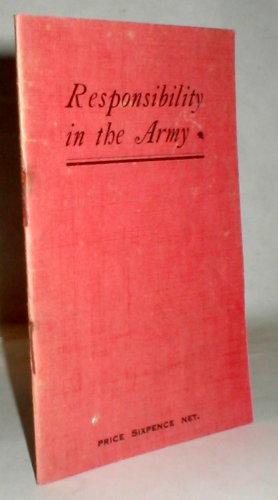 Responsibility
in the Army
PRICE SIXPENCE NET.